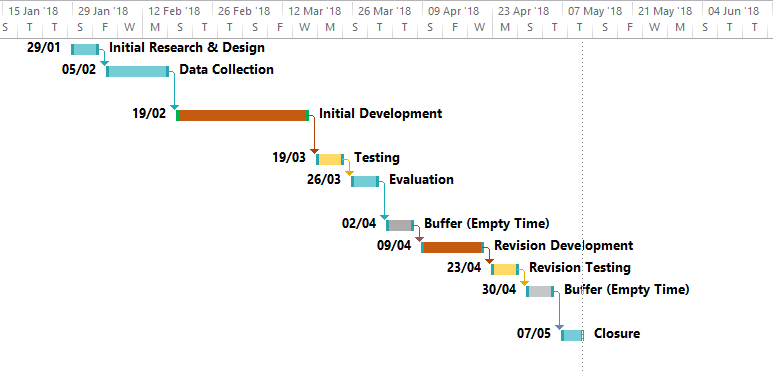 15 Jan '18 29 Jan '18 12 Feb '18 26 Feb '18 12 Mar '18 26 Mar '18 09 Apr '18 23 Apr '18 07 May '18 21 May '18 04 Jun '18
S T T S M W F S T T S M W F S T T S M W F S T T S M W F S T T S M
29/01 Initial Research & Design
05/02 Data Collection
19/02 Initial Development
19/03 Testing
26/03 Evaluation
02/04 Buffer (Empty Time)
09/04 Revision Development
23/04 Revision Testing
30/04 Buffer (Empty Time)
07/05 Closure